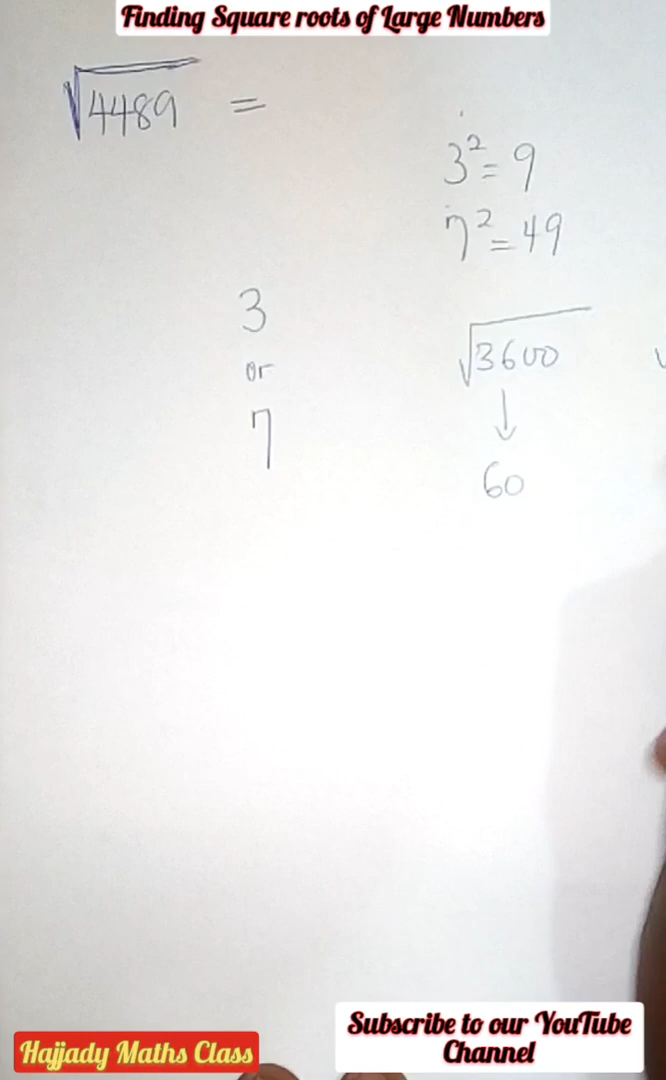 Finding Square roots of Large Numbers
√4489 =
3² = 9
7² = 49
3
or
7
√3600
↓
60
Subscribe to our YouTube
Channel
Hajjady Maths Class